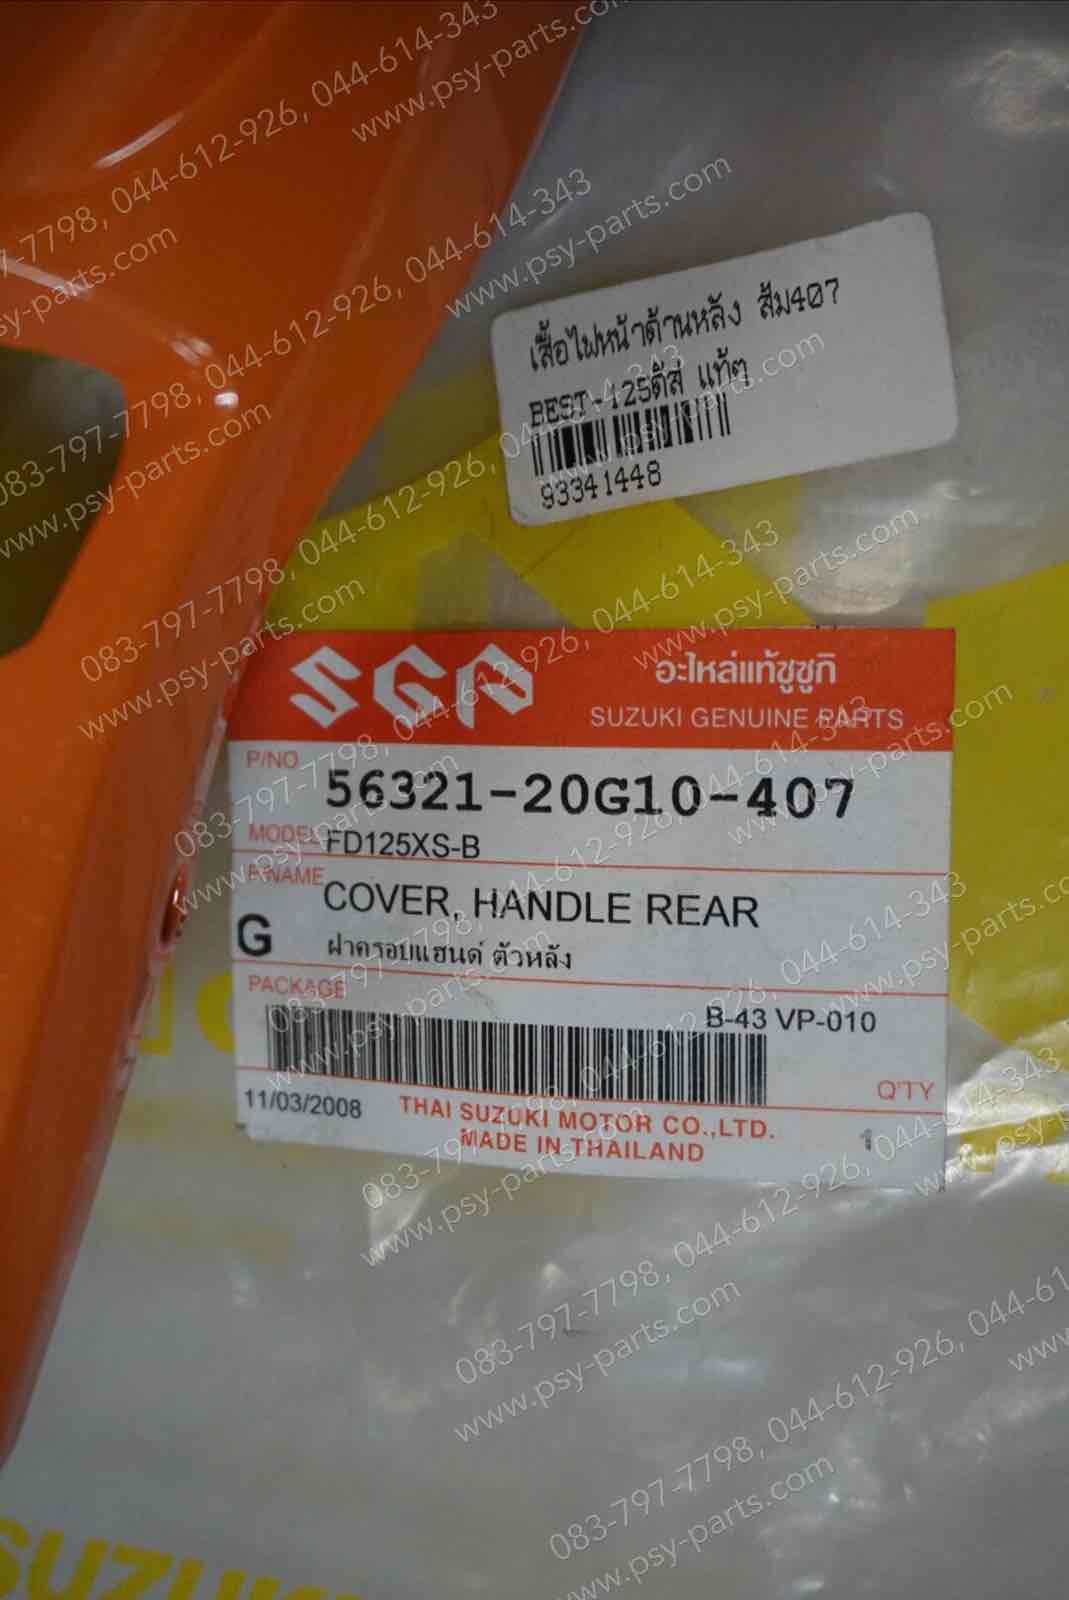 เสื้อไฟหน้าด้านหลัง ส้ม407
BEST-125ดิส แท้ๆ
93341448
SGP
อะไหล่แท้ซูซูกิ
SUZUKI GENUINE PARTS
P/NO
56321-20G10-407
MODEL FD125XS-B
P/NAME
COVER, HANDLE REAR
G
ฝาครอบแฮนด์ ตัวหลัง
PACKAGE
B-43 VP-010
Q'TY
11/03/2008
THAI SUZUKI MOTOR CO.,LTD.
MADE IN THAILAND
1
SUZUKI
083-797-7798, 044-612-926, 044-614-343
www.psy-parts.com